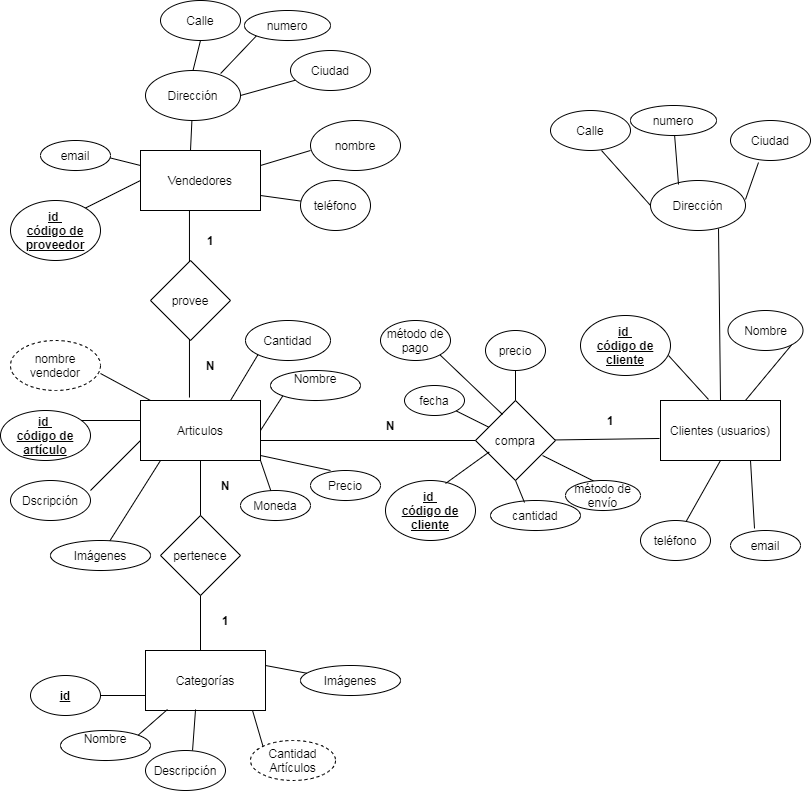 Calle
numero
Ciudad
Dirección
email
Vendedores
nombre
id
código de
proveedor
teléfono
1
provee
N
Calle
numero
Ciudad
Dirección
nombre
vendedor
Cantidad
Nombre
id
código de
artículo
Articulos
Dscripción
Imágenes
Moneda
Precio
N
método de
pago
precio
fecha
N
compra
1
id
código de
cliente
cantidad
método de
envío
id
código de
cliente
Nombre
Clientes (usuarios)
teléfono
email
pertenece
1
Categorías
Imágenes
id
Nombre
Descripción
Cantidad
Artículos